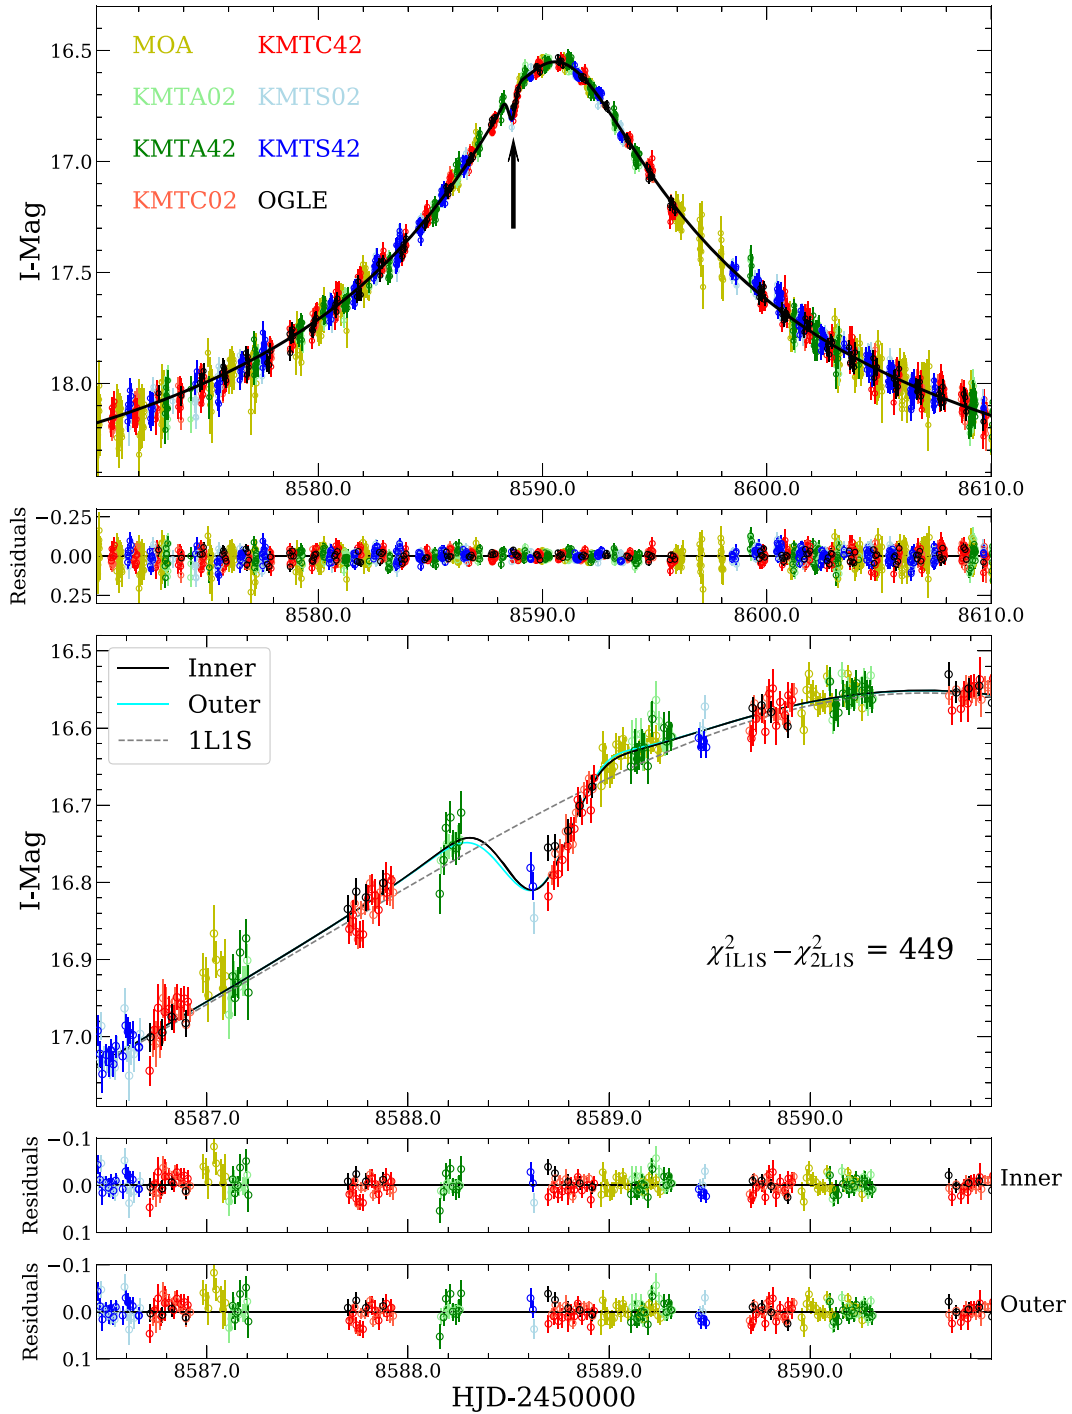 MOA KMTC42
KMTA02 KMTS02
KMTA42 KMTS42
KMTC02 OGLE
I-Mag
16.5
17.0
17.5
18.0
8580.0 8590.0 8600.0 8610.0
Residuals
−0.25
0.00
0.25
8580.0 8590.0 8600.0 8610.0
Inner
Outer
1L1S
I-Mag
16.5
16.6
16.7
16.8
16.9
17.0
χ²1L1S − χ²2L1S = 449
8587.0 8588.0 8589.0 8590.0
Residuals
−0.1
0.0
0.1
Inner
Residuals
−0.1
0.0
0.1
Outer
8587.0 8588.0 8589.0 8590.0
HJD-2450000